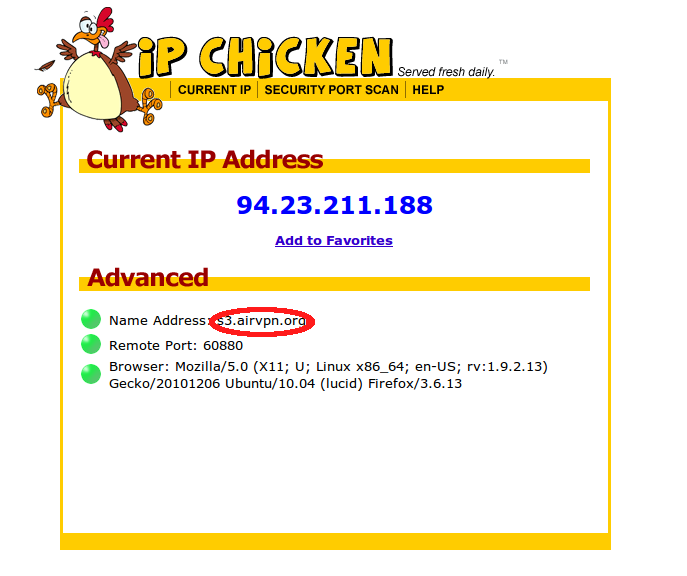 iP CHiCKEN Served fresh daily. ™
CURRENT IP | SECURITY PORT SCAN | HELP
Current IP Address
94.23.211.188
Add to Favorites
Advanced
Name Address: s3.airvpn.org
Remote Port: 60880
Browser: Mozilla/5.0 (X11; U; Linux x86_64; en-US; rv:1.9.2.13)
Gecko/20101206 Ubuntu/10.04 (lucid) Firefox/3.6.13